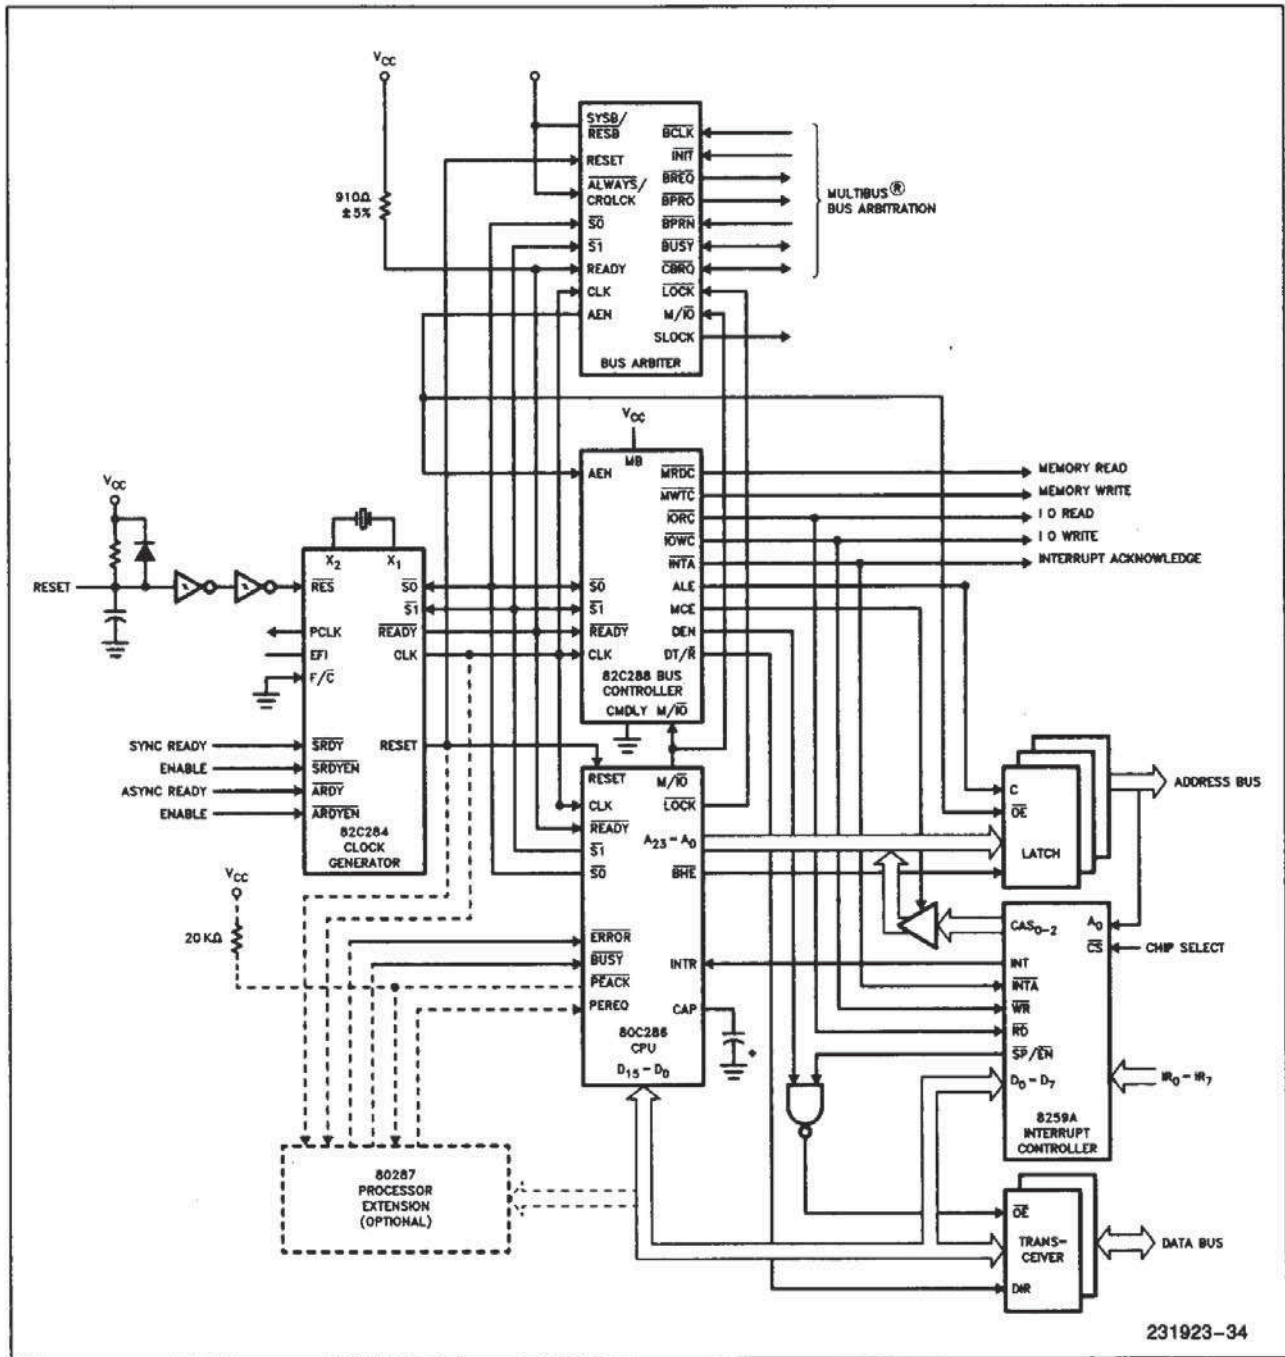 V_CC
910Ω
±5%
SYSB/
RESB
RESET
ALWAYS/
CRQLCK
S0
S1
READY
CLK
AEN
BCLK
INIT
BREQ
BPRO
BPRN
BUSY
CBRQ
LOCK
M/IO
SLOCK
BUS ARBITER
MULTIBUS®
BUS ARBITRATION
V_CC
MB
AEN
S0
S1
READY
CLK
MRDC
MWTC
IORC
IOWC
INTA
ALE
MCE
DEN
DT/R
82C288 BUS
CONTROLLER
CMDLY M/IO
MEMORY READ
MEMORY WRITE
I O READ
I O WRITE
INTERRUPT ACKNOWLEDGE
V_CC
RESET
X2
X1
RES
PCLK
EFI
F/C
S0
S1
READY
CLK
RESET
SYNC READY
ENABLE
ASYNC READY
ENABLE
SRDY
SRDYEN
ARDY
ARDYEN
82C284
CLOCK
GENERATOR
V_CC
20 KΩ
RESET
CLK
READY
S1
S0
ERROR
BUSY
PEACK
PEREQ
M/IO
LOCK
A23 – A0
BHE
INTR
CAP
80C286
CPU
D15 – D0
*
C
OE
LATCH
ADDRESS BUS
CAS0-2
A0
CS
CHIP SELECT
INT
INTA
WR
RD
SP/EN
D0 – D7
IR0 – IR7
8259A
INTERRUPT
CONTROLLER
80287
PROCESSOR
EXTENSION
(OPTIONAL)
OE
TRANS–
CEIVER
DIR
DATA BUS
231923–34